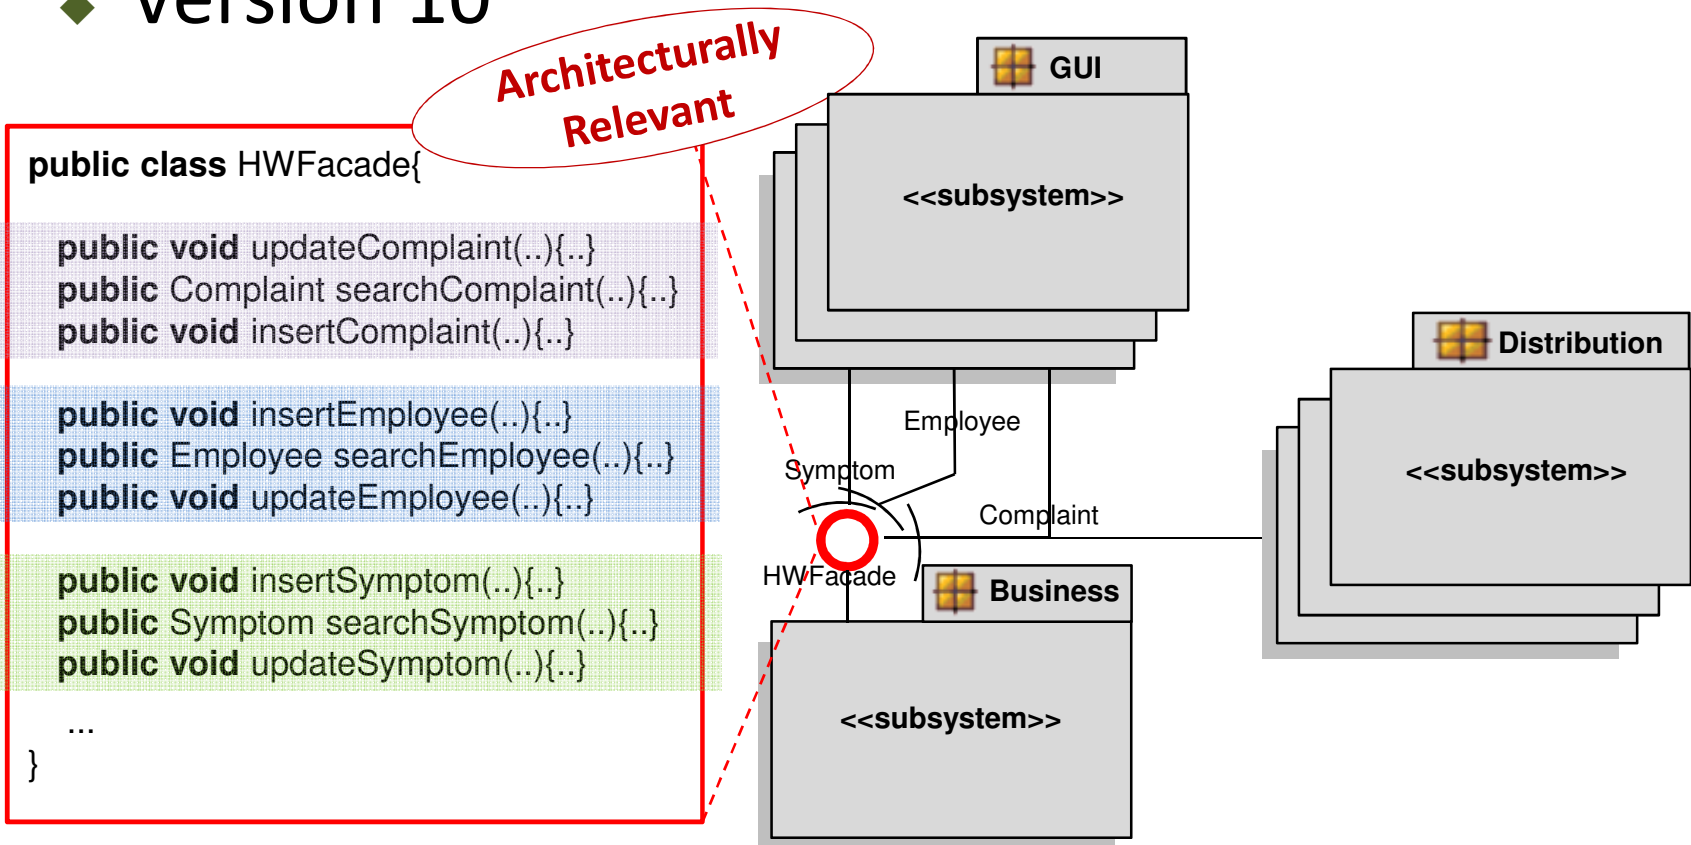 Version 10
Architecturally
Relevant
public class HWFacade{
public void updateComplaint(..){..}
public Complaint searchComplaint(..){..}
public void insertComplaint(..){..}
public void insertEmployee(..){..}
public Employee searchEmployee(..){..}
public void updateEmployee(..){..}
public void insertSymptom(..){..}
public Symptom searchSymptom(..){..}
public void updateSymptom(..){..}
...
}
GUI
<<subsystem>>
Employee
Symptom
Complaint
HWFacade
Business
<<subsystem>>
Distribution
<<subsystem>>